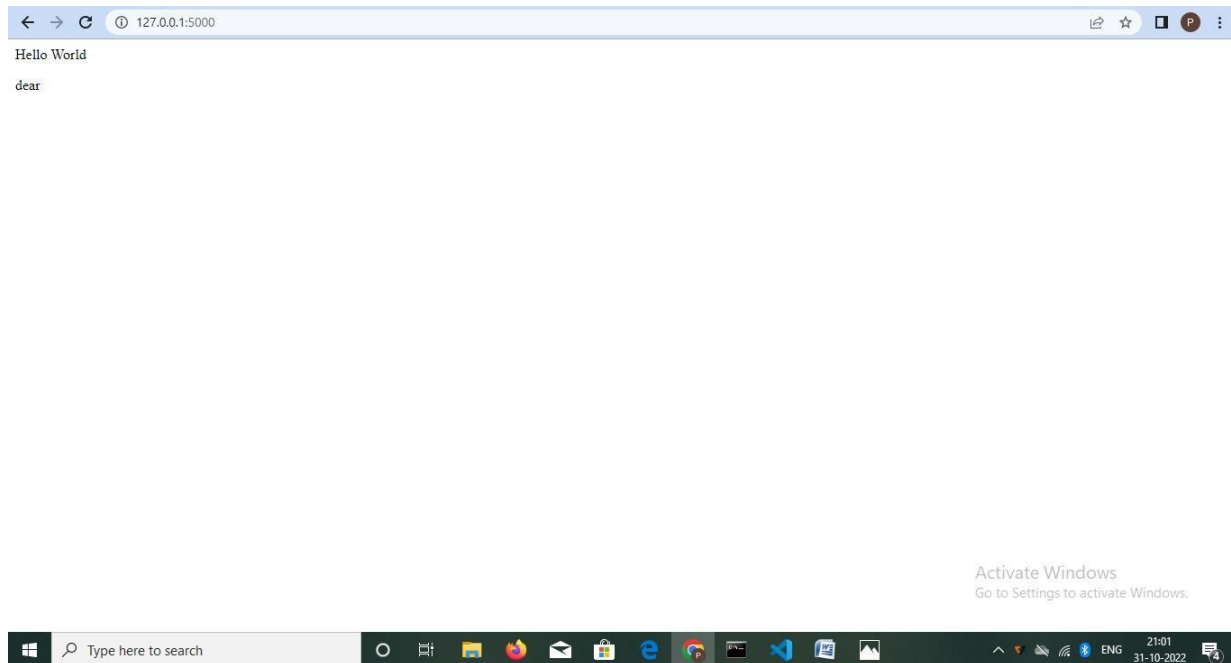 127.0.0.1:5000
P
Hello World
dear
Activate Windows
Go to Settings to activate Windows.
Type here to search
ENG
21:01
31-10-2022
4